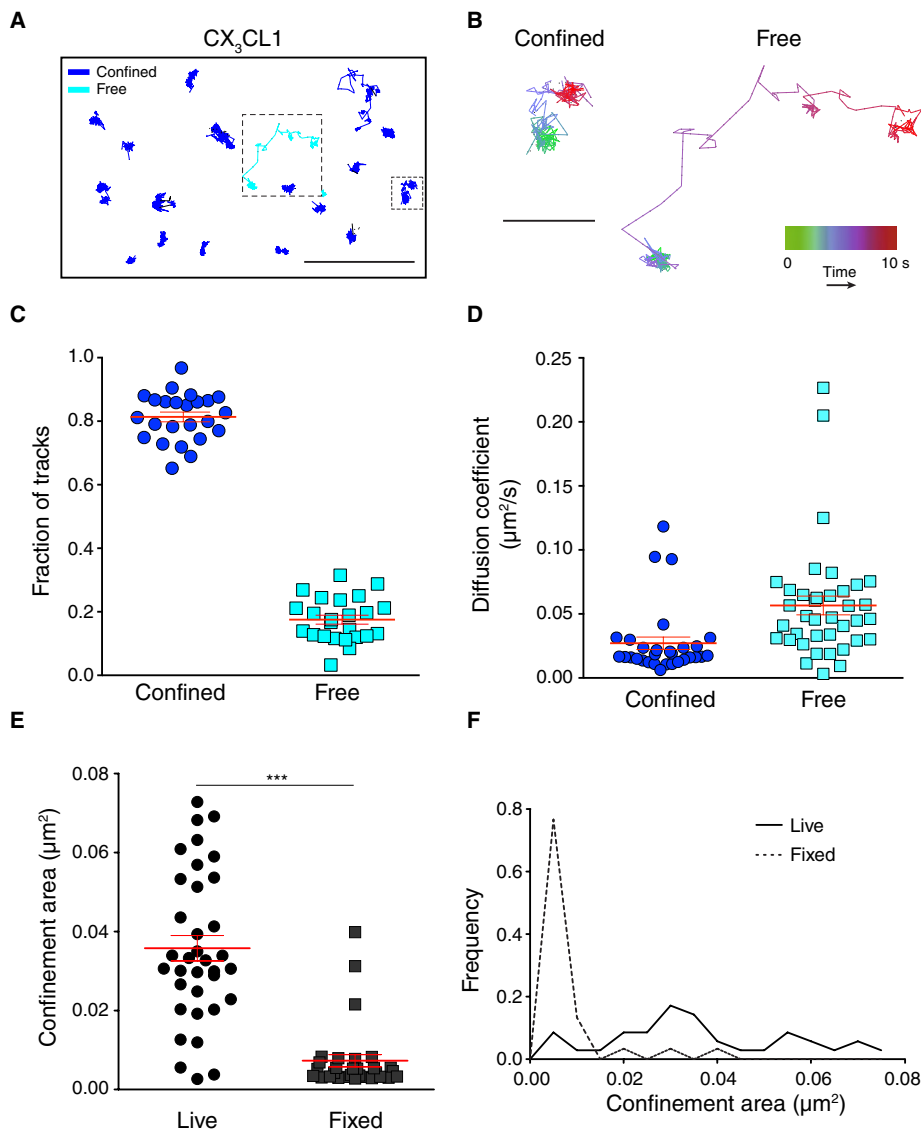 A
CX₃CL1
Confined
Free
B
Confined
Free
0
10 s
Time
C
Fraction of tracks
1.0
0.8
0.6
0.4
0.2
0.0
Confined
Free
D
Diffusion coefficient
(µm²/s)
0.25
0.20
0.15
0.10
0.05
0.00
Confined
Free
E
Confinement area (µm²)
0.08
0.06
0.04
0.02
0.00
***
Live
Fixed
F
Frequency
0.8
0.6
0.4
0.2
0.0
Live
Fixed
0.00
0.02
0.04
0.06
0.08
Confinement area (µm²)